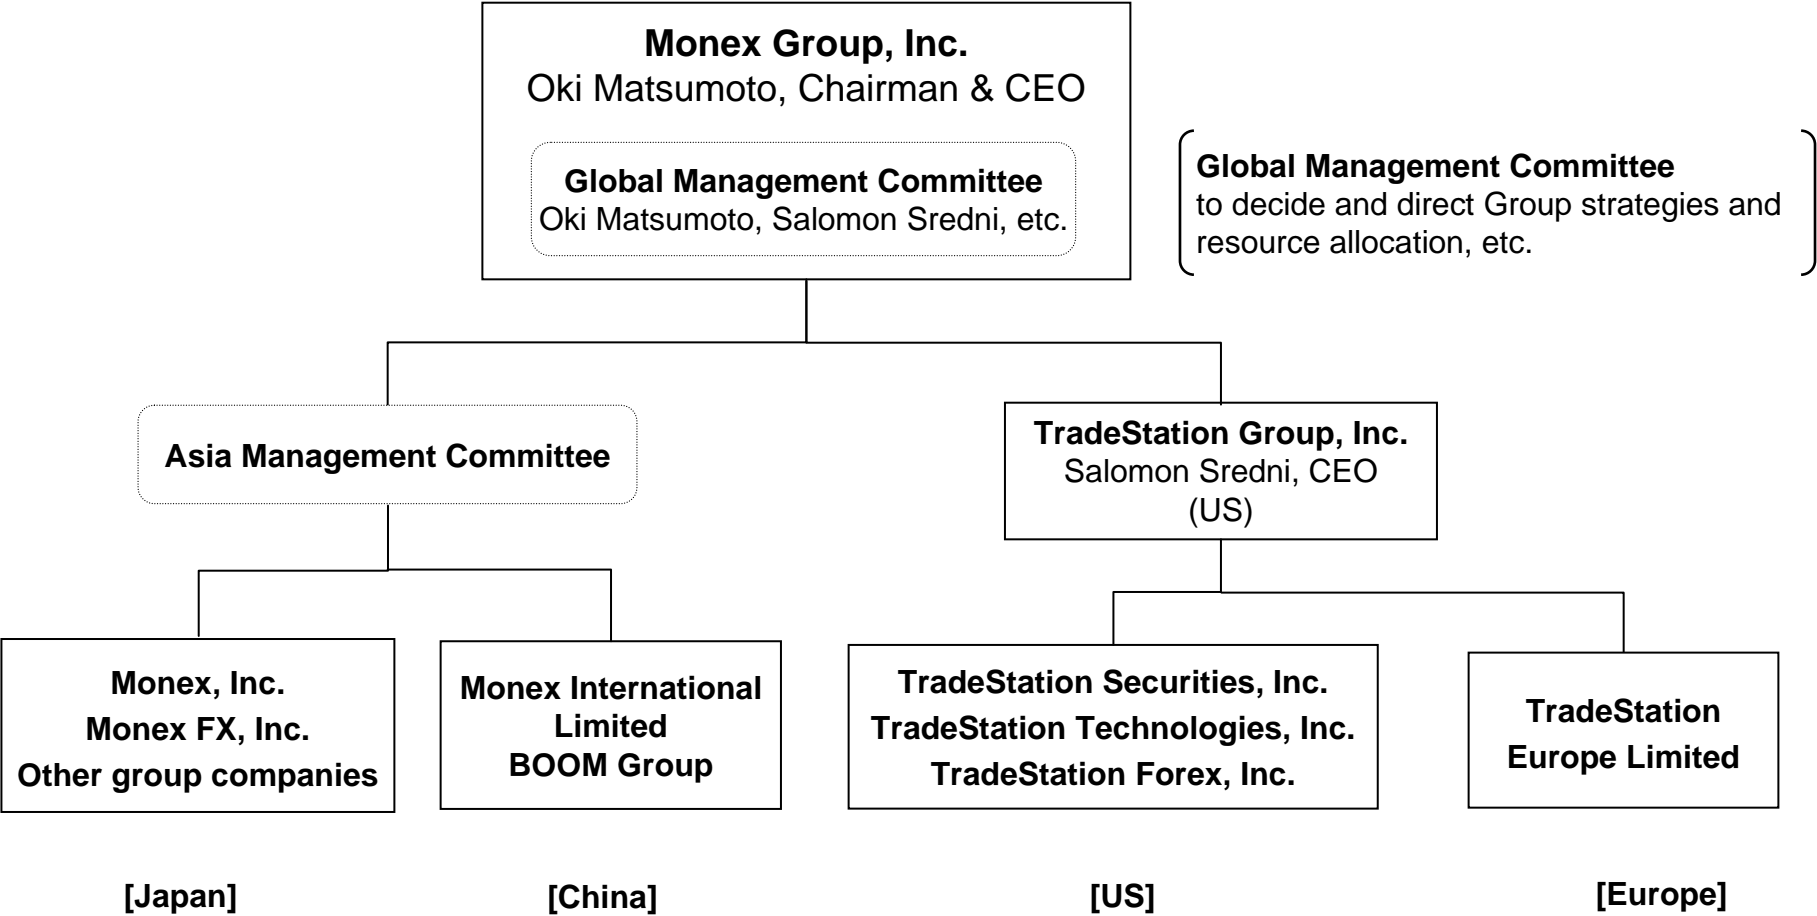 Monex Group, Inc.
Oki Matsumoto, Chairman & CEO
Global Management Committee
Oki Matsumoto, Salomon Sredni, etc.
Global Management Committee
to decide and direct Group strategies and
resource allocation, etc.
Asia Management Committee
TradeStation Group, Inc.
Salomon Sredni, CEO
(US)
Monex, Inc.
Monex FX, Inc.
Other group companies
Monex International
Limited
BOOM Group
TradeStation Securities, Inc.
TradeStation Technologies, Inc.
TradeStation Forex, Inc.
TradeStation
Europe Limited
[Japan]
[China]
[US]
[Europe]